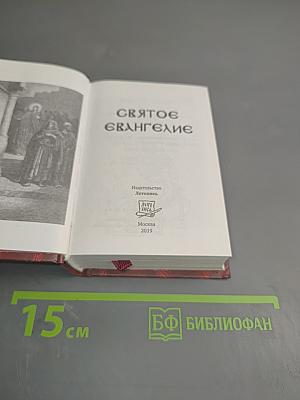 СВЯТОЕ
ЕВАНГЕЛИЕ
Издательство
Летопись
Москва
2019
15 см
БФ БИБЛИОФАН